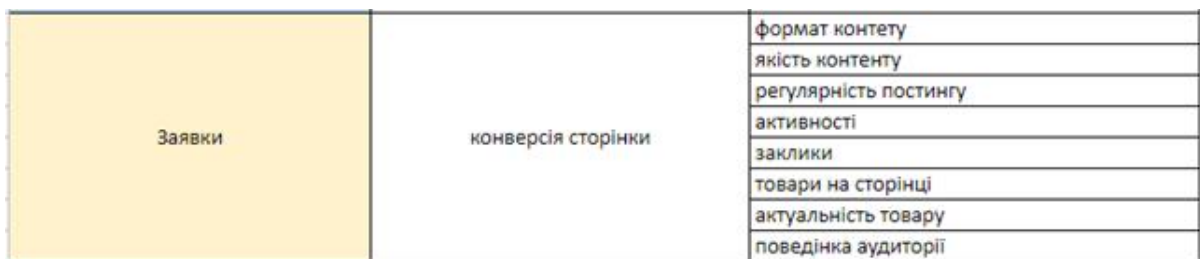 Заявки
конверсія сторінки
формат контету
якість контенту
регулярність постингу
активності
заклики
товари на сторінці
актуальність товару
поведінка аудиторії